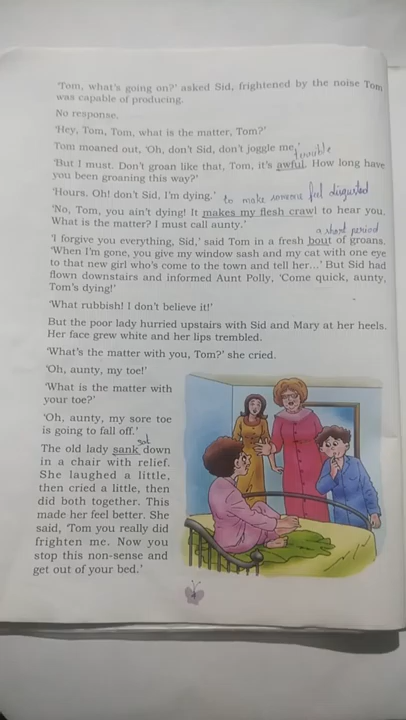 'Tom, what's going on?' asked Sid, frightened by the noise Tom
was capable of producing.
No response.
'Hey, Tom, Tom, what is the matter, Tom?'
Tom moaned out, 'Oh, don't Sid, don't joggle me.'
terrible
'But I must. Don't groan like that, Tom, it's awful. How long have
you been groaning this way?'
'Hours. Oh! don't Sid, I'm dying.'
to make someone feel disgusted
'No, Tom, you ain't dying! It makes my flesh crawl to hear you.
What is the matter? I must call aunty.'
a short period
'I forgive you everything, Sid,' said Tom in a fresh bout of groans.
'When I'm gone, you give my window sash and my cat with one eye
to that new girl who's come to the town and tell her...' But Sid had
flown downstairs and informed Aunt Polly, 'Come quick, aunty,
Tom's dying!'
'What rubbish! I don't believe it!'
But the poor lady hurried upstairs with Sid and Mary at her heels.
Her face grew white and her lips trembled.
'What's the matter with you, Tom?' she cried.
'Oh, aunty, my toe!'
'What is the matter with
your toe?'
'Oh, aunty, my sore toe
is going to fall off.'
sat
The old lady sank down
in a chair with relief.
She laughed a little,
then cried a little, then
did both together. This
made her feel better. She
said, 'Tom you really did
frighten me. Now you
stop this non-sense and
get out of your bed.'